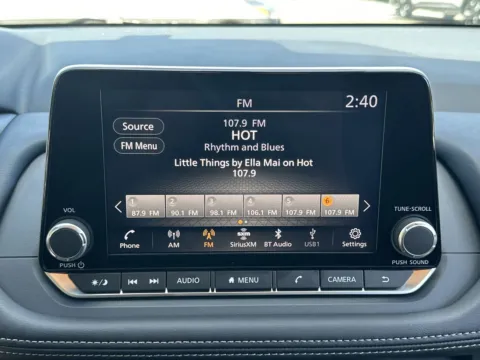 FM
2:40
Source
107.9 FM
HOT
FM Menu
Rhythm and Blues
Little Things by Ella Mai on Hot
107.9
1 2 3 4 5 6
87.9 FM 90.1 FM 98.1 FM 106.1 FM 107.9 FM 107.9 FM
VOL
TUNE·SCROLL
Phone AM FM SiriusXM BT Audio USB1 Settings
PUSH
PUSH SOUND
AUDIO MENU CAMERA